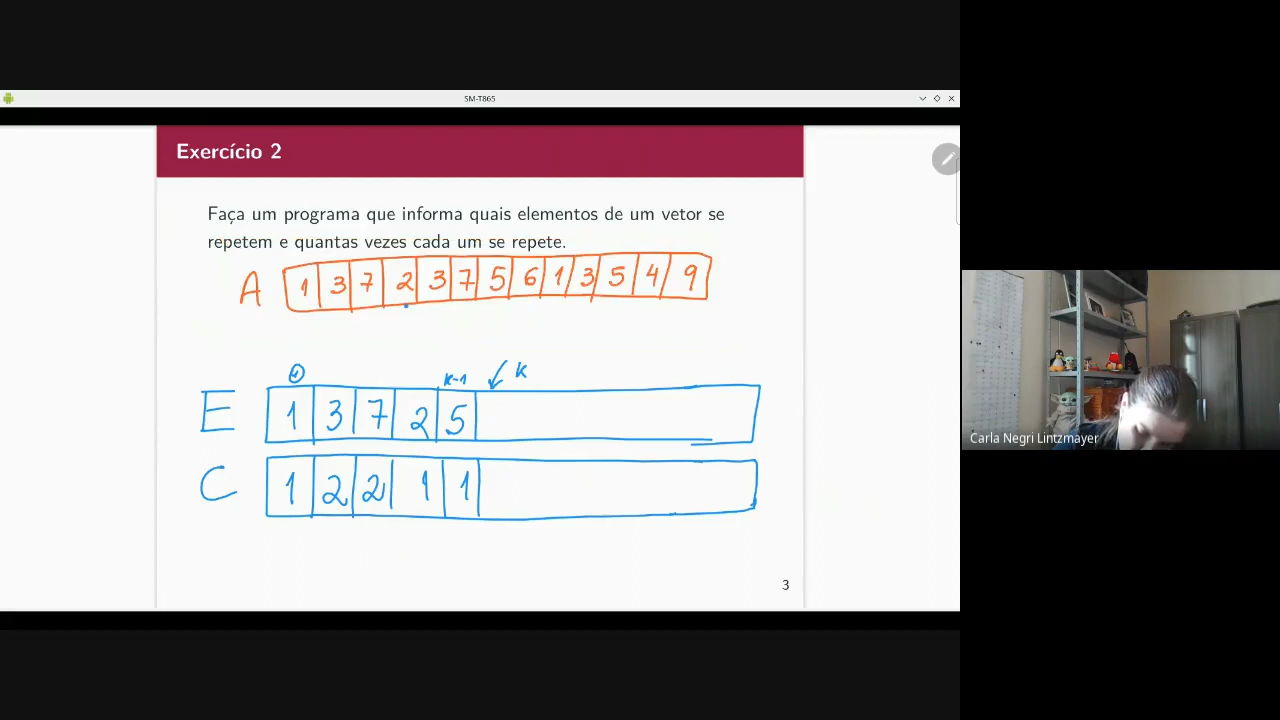 SM-T865
Exercício 2
Faça um programa que informa quais elementos de um vetor se
repetem e quantas vezes cada um se repete.
A 1 3 7 2 3 7 5 6 1 3 5 4 9
0 k-1 k
E 1 3 7 2 5
C 1 2 2 1 1
3
Carla Negri Lintzmayer